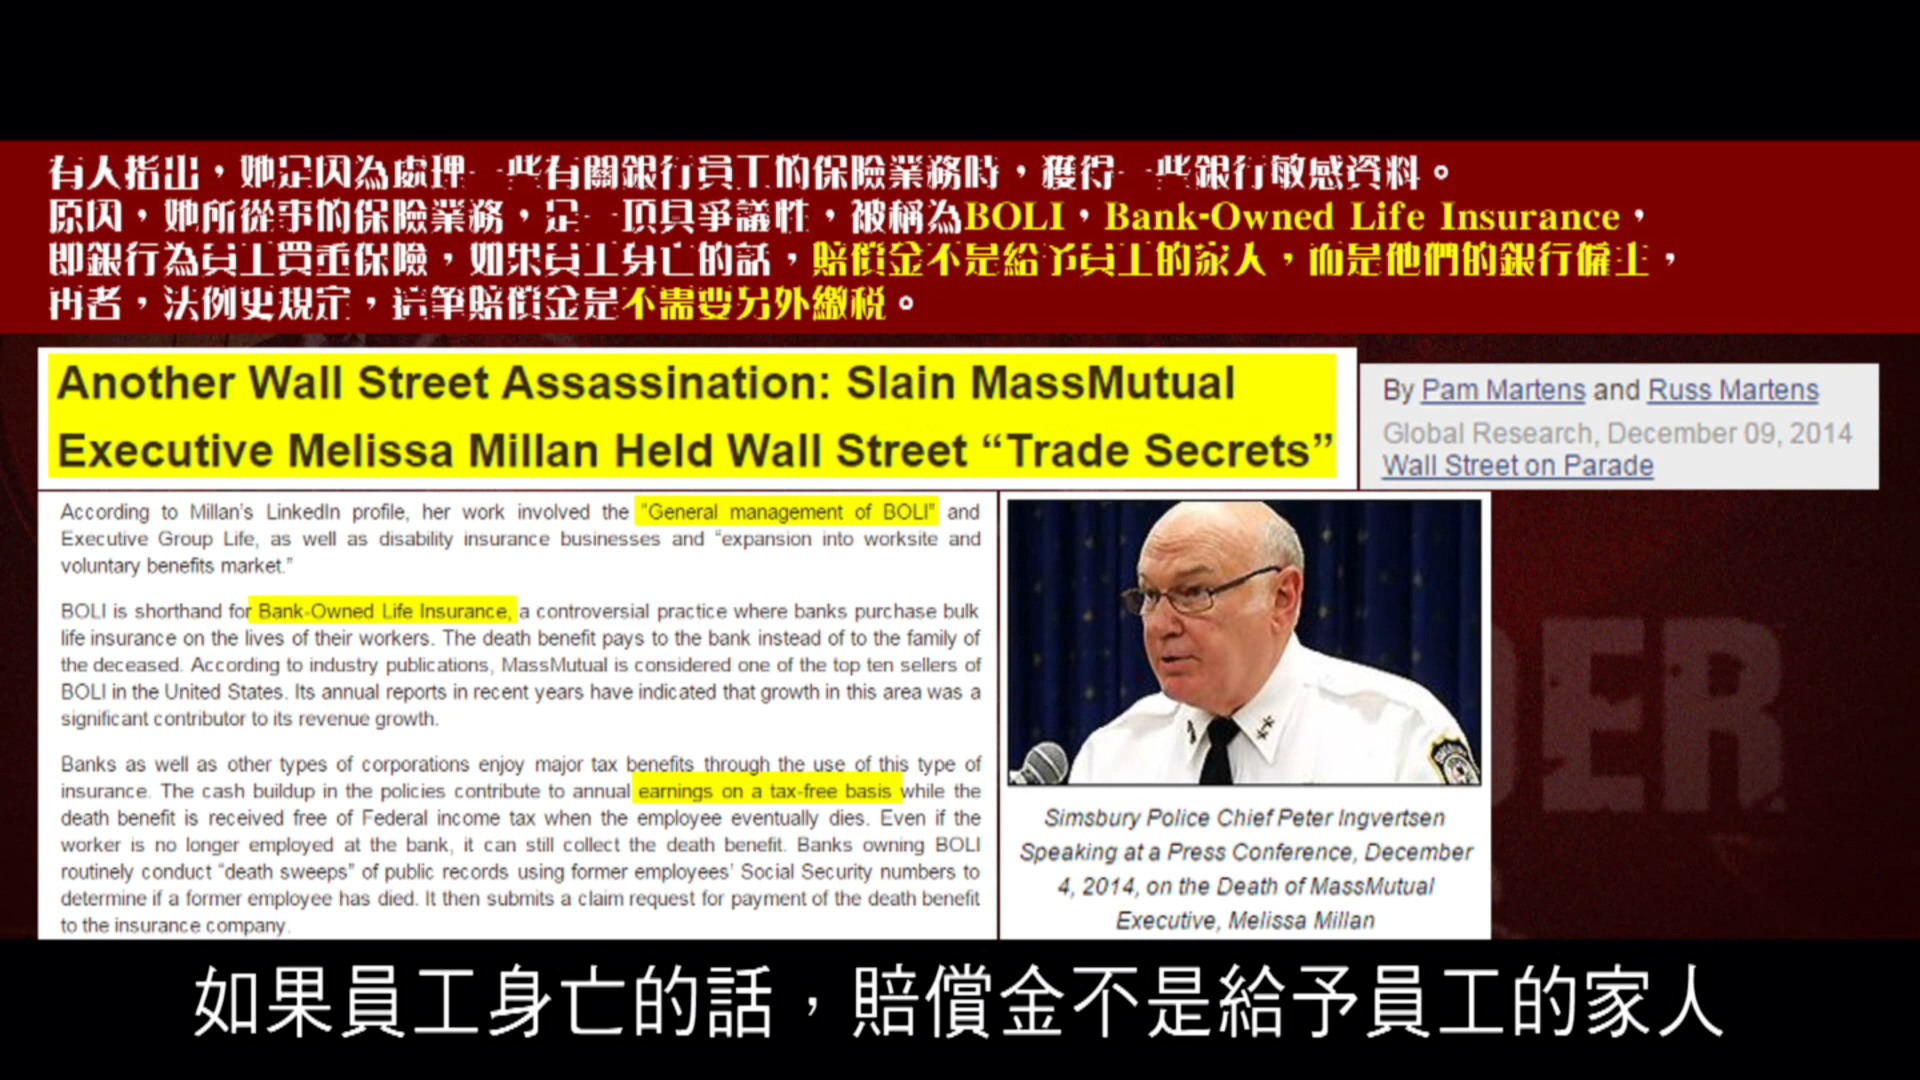 有人指出，她是因為處理一些有關銀行員工的保險業務時，獲得一些銀行敏感資料。
原因，她所從事的保險業務，是一項具爭議性，被稱為BOLI，Bank-Owned Life Insurance，
即銀行為員工買重保險，如果員工身亡的話，賠償金不是給予員工的家人，而是他們的銀行僱主，
再者，法例更規定，這筆賠償金是不需要另外繳税。
Another Wall Street Assassination: Slain MassMutual
Executive Melissa Millan Held Wall Street “Trade Secrets”
By Pam Martens and Russ Martens
Global Research, December 09, 2014
Wall Street on Parade
According to Millan's LinkedIn profile, her work involved the “General management of BOLI” and
Executive Group Life, as well as disability insurance businesses and “expansion into worksite and
voluntary benefits market.”
BOLI is shorthand for Bank-Owned Life Insurance, a controversial practice where banks purchase bulk
life insurance on the lives of their workers. The death benefit pays to the bank instead of to the family of
the deceased. According to industry publications, MassMutual is considered one of the top ten sellers of
BOLI in the United States. Its annual reports in recent years have indicated that growth in this area was a
significant contributor to its revenue growth.
Banks as well as other types of corporations enjoy major tax benefits through the use of this type of
insurance. The cash buildup in the policies contribute to annual earnings on a tax-free basis while the
death benefit is received free of Federal income tax when the employee eventually dies. Even if the
worker is no longer employed at the bank, it can still collect the death benefit. Banks owning BOLI
routinely conduct “death sweeps” of public records using former employees' Social Security numbers to
determine if a former employee has died. It then submits a claim request for payment of the death benefit
to the insurance company.
Simsbury Police Chief Peter Ingvertsen
Speaking at a Press Conference, December
4, 2014, on the Death of MassMutual
Executive, Melissa Millan
DER
如果員工身亡的話，賠償金不是給予員工的家人